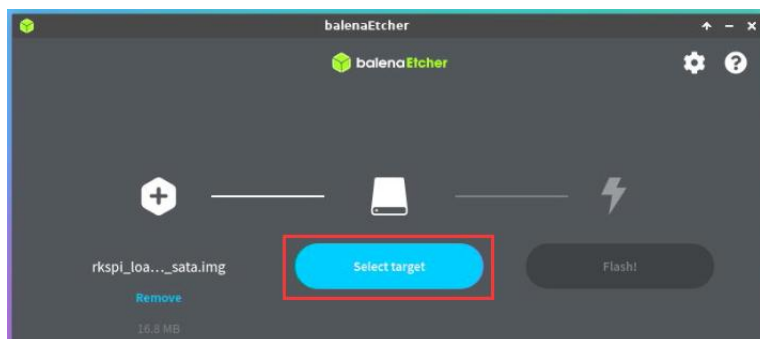 balenaEtcher
balenaEtcher
rkspi_loa..._sata.img
Select target
Flash!
Remove
16.8 MB